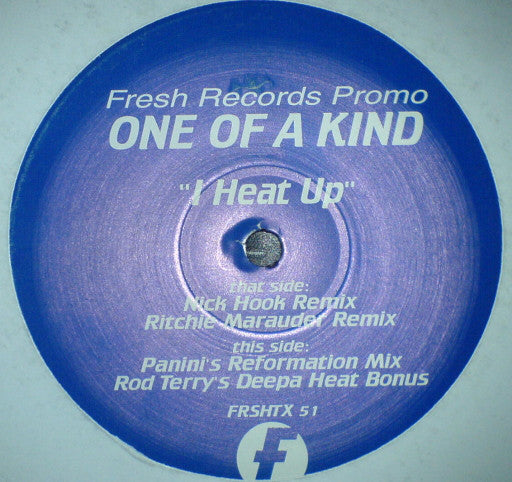 Fresh Records Promo
ONE OF A KIND
"I Heat Up"
that side:
Nick Hook Remix
Ritchie Marauder Remix
this side:
Panini's Reformation Mix
Rod Terry's Deepa Heat Bonus
FRSHTX 51
F